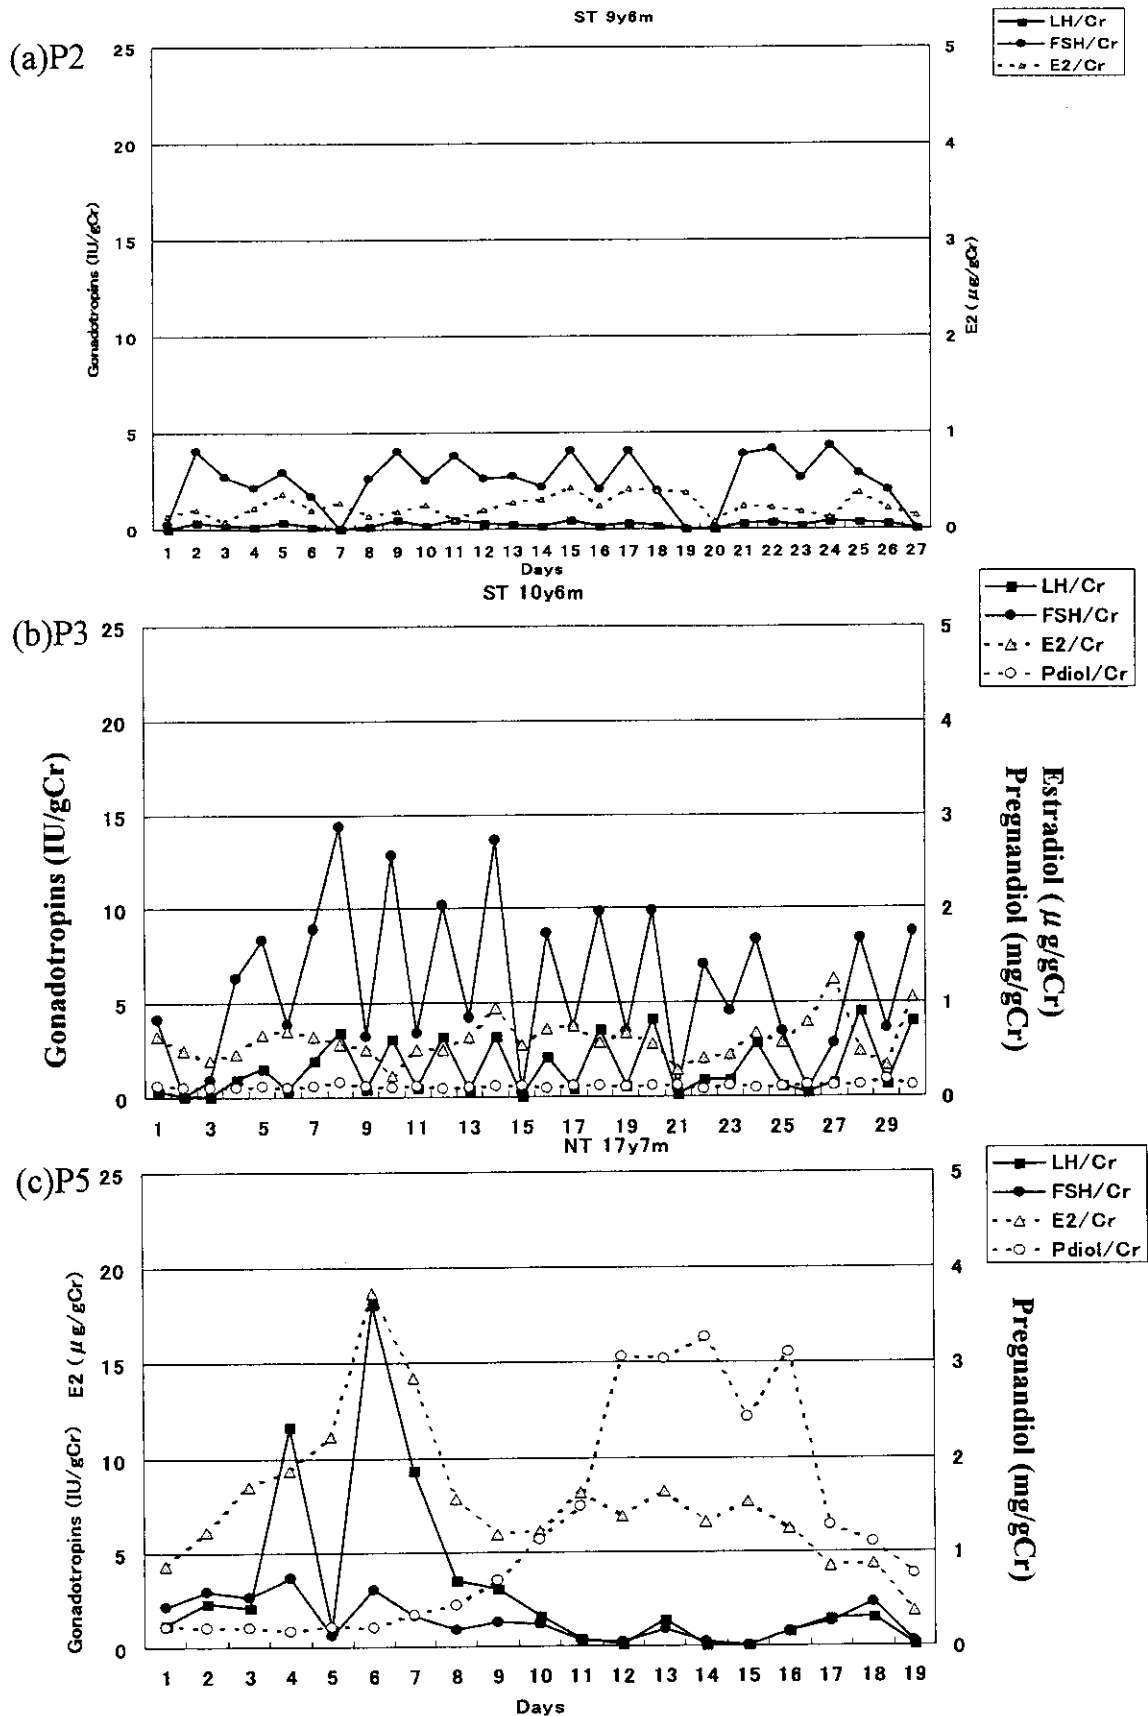 ST 9y6m
LH/Cr
FSH/Cr
E2/Cr
(a)P2
25
20
15
10
5
0
Gonadotropins (IU/gCr)
5
4
3
2
1
0
E2 (μg/gCr)
1 2 3 4 5 6 7 8 9 10 11 12 13 14 15 16 17 18 19 20 21 22 23 24 25 26 27
Days
ST 10y6m
LH/Cr
FSH/Cr
E2/Cr
Pdiol/Cr
(b)P3
25
20
15
10
5
0
Gonadotropins (IU/gCr)
5
4
3
2
1
0
Estradiol (μg/gCr)
Pregnandiol (mg/gCr)
1 3 5 7 9 11 13 15 17 19 21 23 25 27 29
NT 17y7m
LH/Cr
FSH/Cr
E2/Cr
Pdiol/Cr
(c)P5
25
20
15
10
5
0
Gonadotropins (IU/gCr) E2 (μg/gCr)
5
4
3
2
1
0
Pregnandiol (mg/gCr)
1 2 3 4 5 6 7 8 9 10 11 12 13 14 15 16 17 18 19
Days